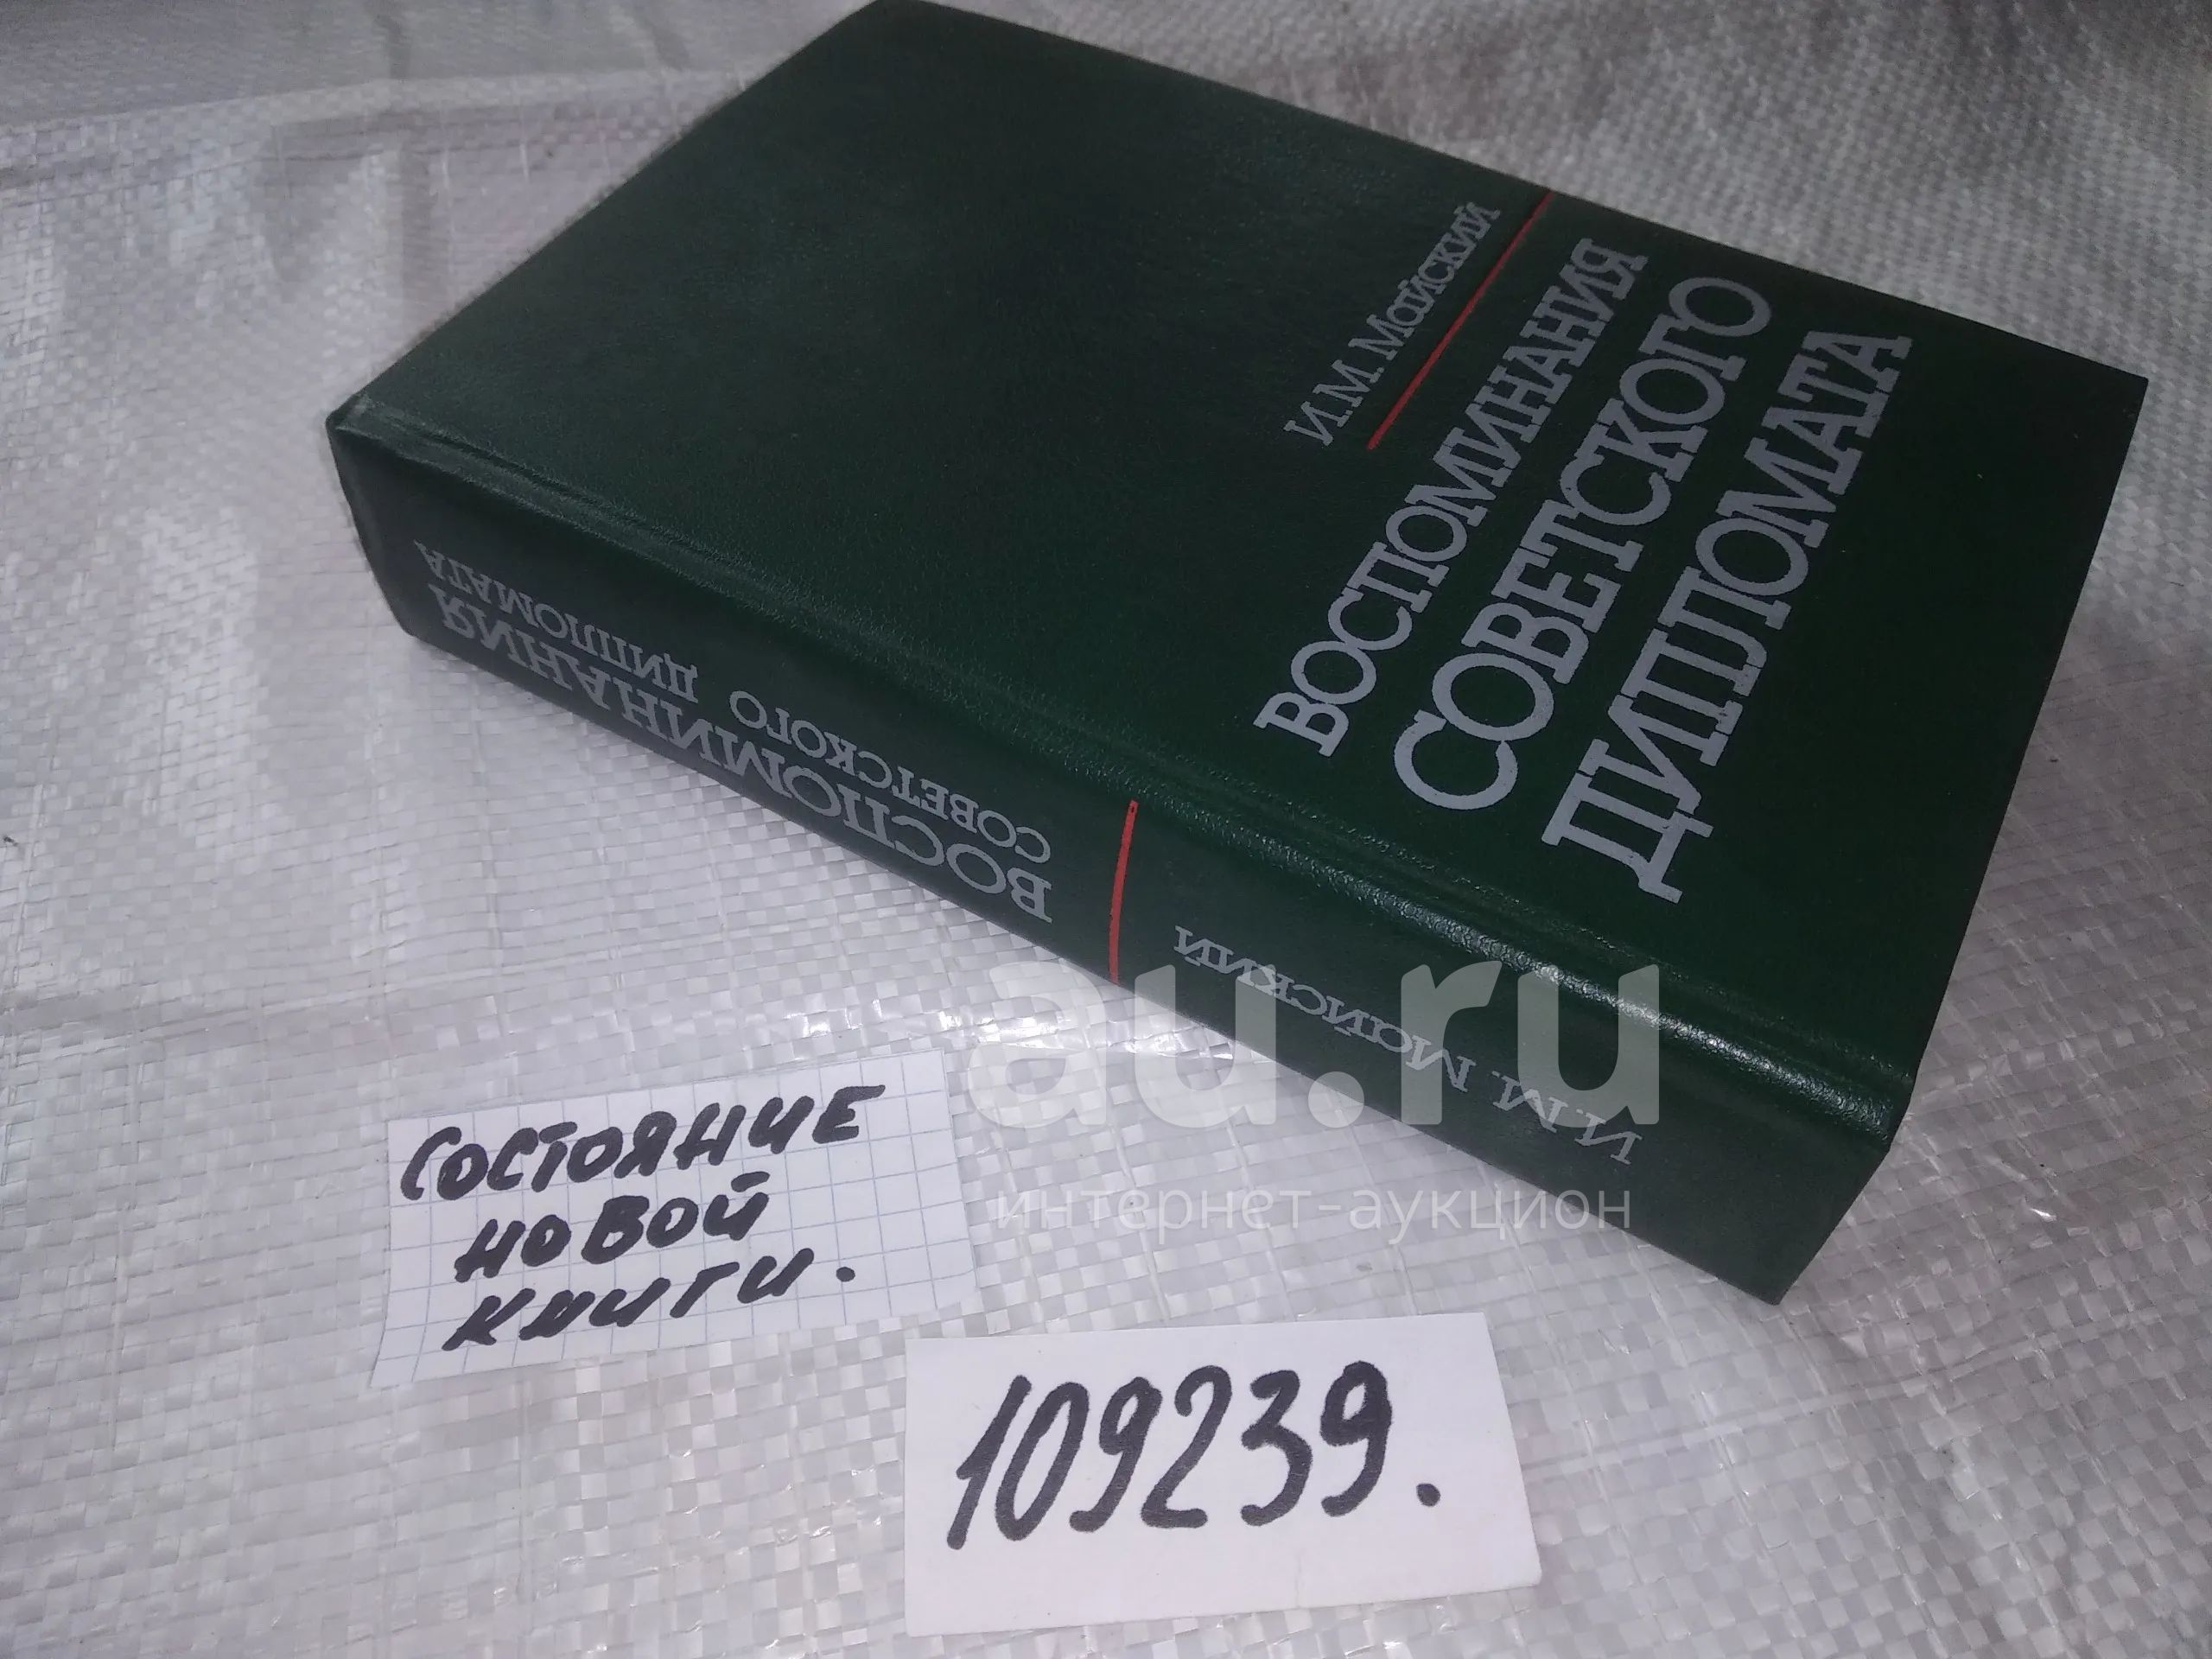 И.М. Майский
ВОСПОМИНАНИЯ
СОВЕТСКОГО
ДИПЛОМАТА
И. М. Майский
ВОСПОМИНАНИЯ
СОВЕТСКОГО ДИПЛОМАТА
au.ru
интернет-аукцион
СОСТОЯНИЕ
НОВОЙ
КНИГИ.
109239.